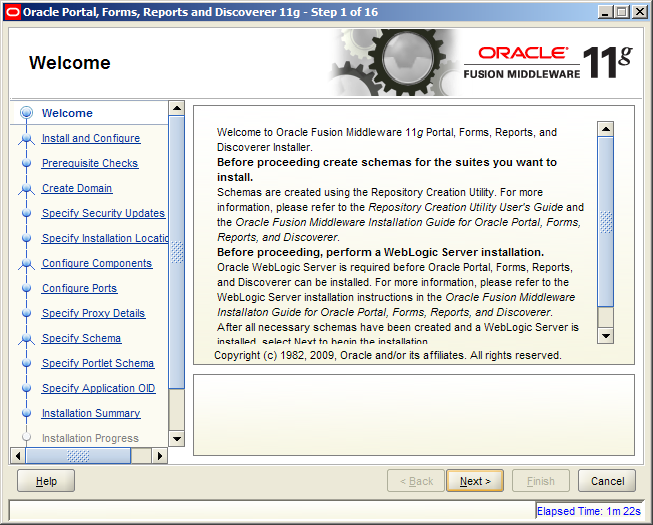 Oracle Portal, Forms, Reports and Discoverer 11g - Step 1 of 16
Welcome
ORACLE
FUSION MIDDLEWARE 11g
Welcome
Install and Configure
Prerequisite Checks
Create Domain
Specify Security Updates
Specify Installation Locatio
Configure Components
Configure Ports
Specify Proxy Details
Specify Schema
Specify Portlet Schema
Specify Application OID
Installation Summary
Installation Progress
Welcome to Oracle Fusion Middleware 11g Portal, Forms, Reports, and
Discoverer Installer.
Before proceeding create schemas for the suites you want to
install.
Schemas are created using the Repository Creation Utility. For more
information, please refer to the Repository Creation Utility User's Guide and
the Oracle Fusion Middleware Installation Guide for Oracle Portal, Forms,
Reports, and Discoverer.
Before proceeding, perform a WebLogic Server installation.
Oracle WebLogic Server is required before Oracle Portal, Forms, Reports,
and Discoverer can be installed. For more information, please refer to the
WebLogic Server installation instructions in the Oracle Fusion Middleware
Installaton Guide for Oracle Portal, Forms, Reports, and Discoverer.
After all necessary schemas have been created and a WebLogic Server is
installed, select Next to begin the installation.
Copyright (c) 1982, 2009, Oracle and/or its affiliates. All rights reserved.
Help
< Back
Next >
Finish
Cancel
Elapsed Time: 1m 22s